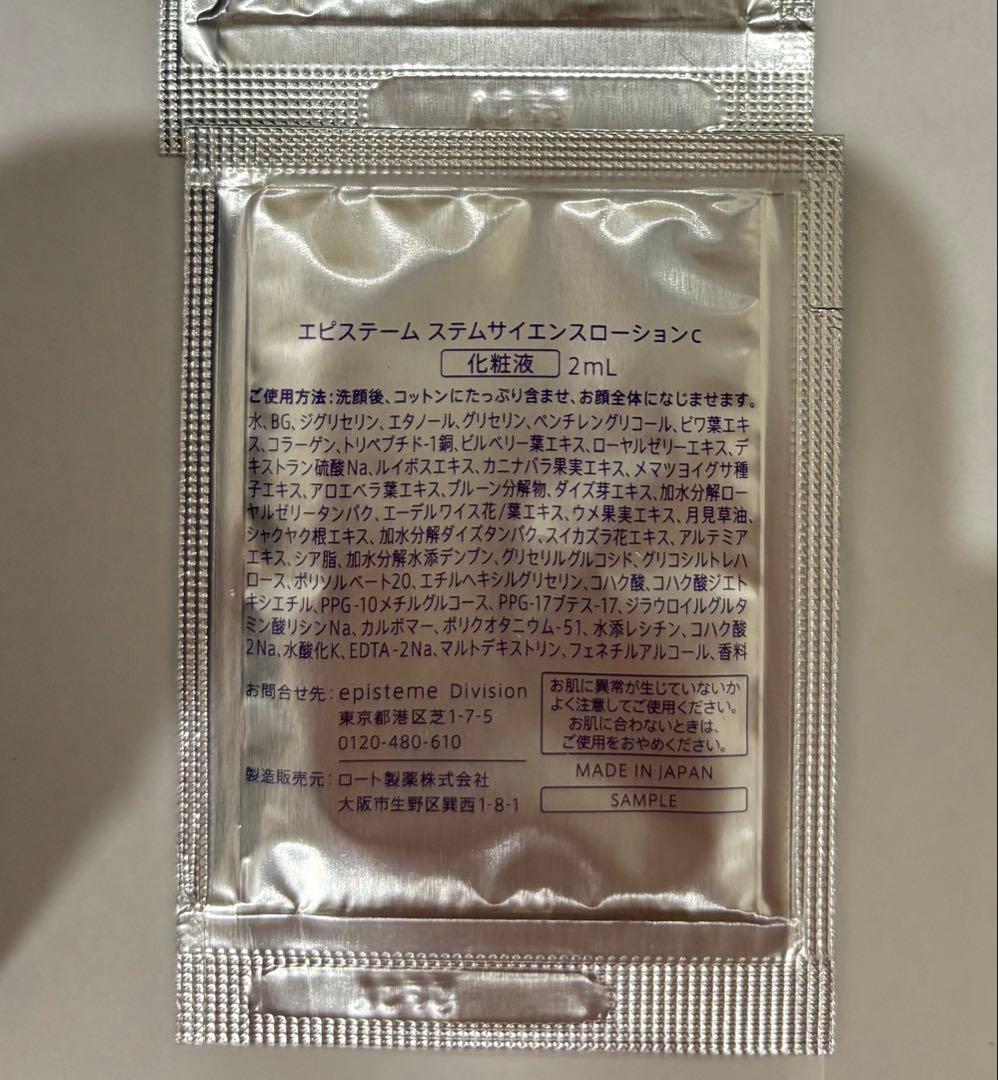 エピステーム ステムサイエンスローションc
化粧液 2mL
ご使用方法:洗顔後、コットンにたっぷり含ませ、お顔全体になじませます。
水、BG、ジグリセリン、エタノール、グリセリン、ペンチレングリコール、ビワ葉エキ
ス、コラーゲン、トリペプチド-1銅、ビルベリー葉エキス、ローヤルゼリーエキス、デ
キストラン硫酸Na、ルイボスエキス、カニナバラ果実エキス、メマツヨイグサ種
子エキス、アロエベラ葉エキス、プルーン分解物、ダイズ芽エキス、加水分解ロー
ヤルゼリータンパク、エーデルワイス花/葉エキス、ウメ果実エキス、月見草油、
シャクヤク根エキス、加水分解ダイズタンパク、スイカズラ花エキス、アルテミア
エキス、シア脂、加水分解水添デンプン、グリセリルグルコシド、グリコシルトレハ
ロース、ポリソルベート20、エチルヘキシルグリセリン、コハク酸、コハク酸ジエト
キシエチル、PPG-10メチルグルコース、PPG-17ブテス-17、ジラウロイルグルタ
ミン酸リシンNa、カルボマー、ポリクオタニウム-51、水添レシチン、コハク酸
2Na、水酸化K、EDTA-2Na、マルトデキストリン、フェネチルアルコール、香料
お問合せ先:episteme Division
東京都港区芝1-7-5
0120-480-610
製造販売元:ロート製薬株式会社
大阪市生野区巽西1-8-1
お肌に異常が生じていないか
よく注意してご使用ください。
お肌に合わないときは、
ご使用をおやめください。
MADE IN JAPAN
SAMPLE